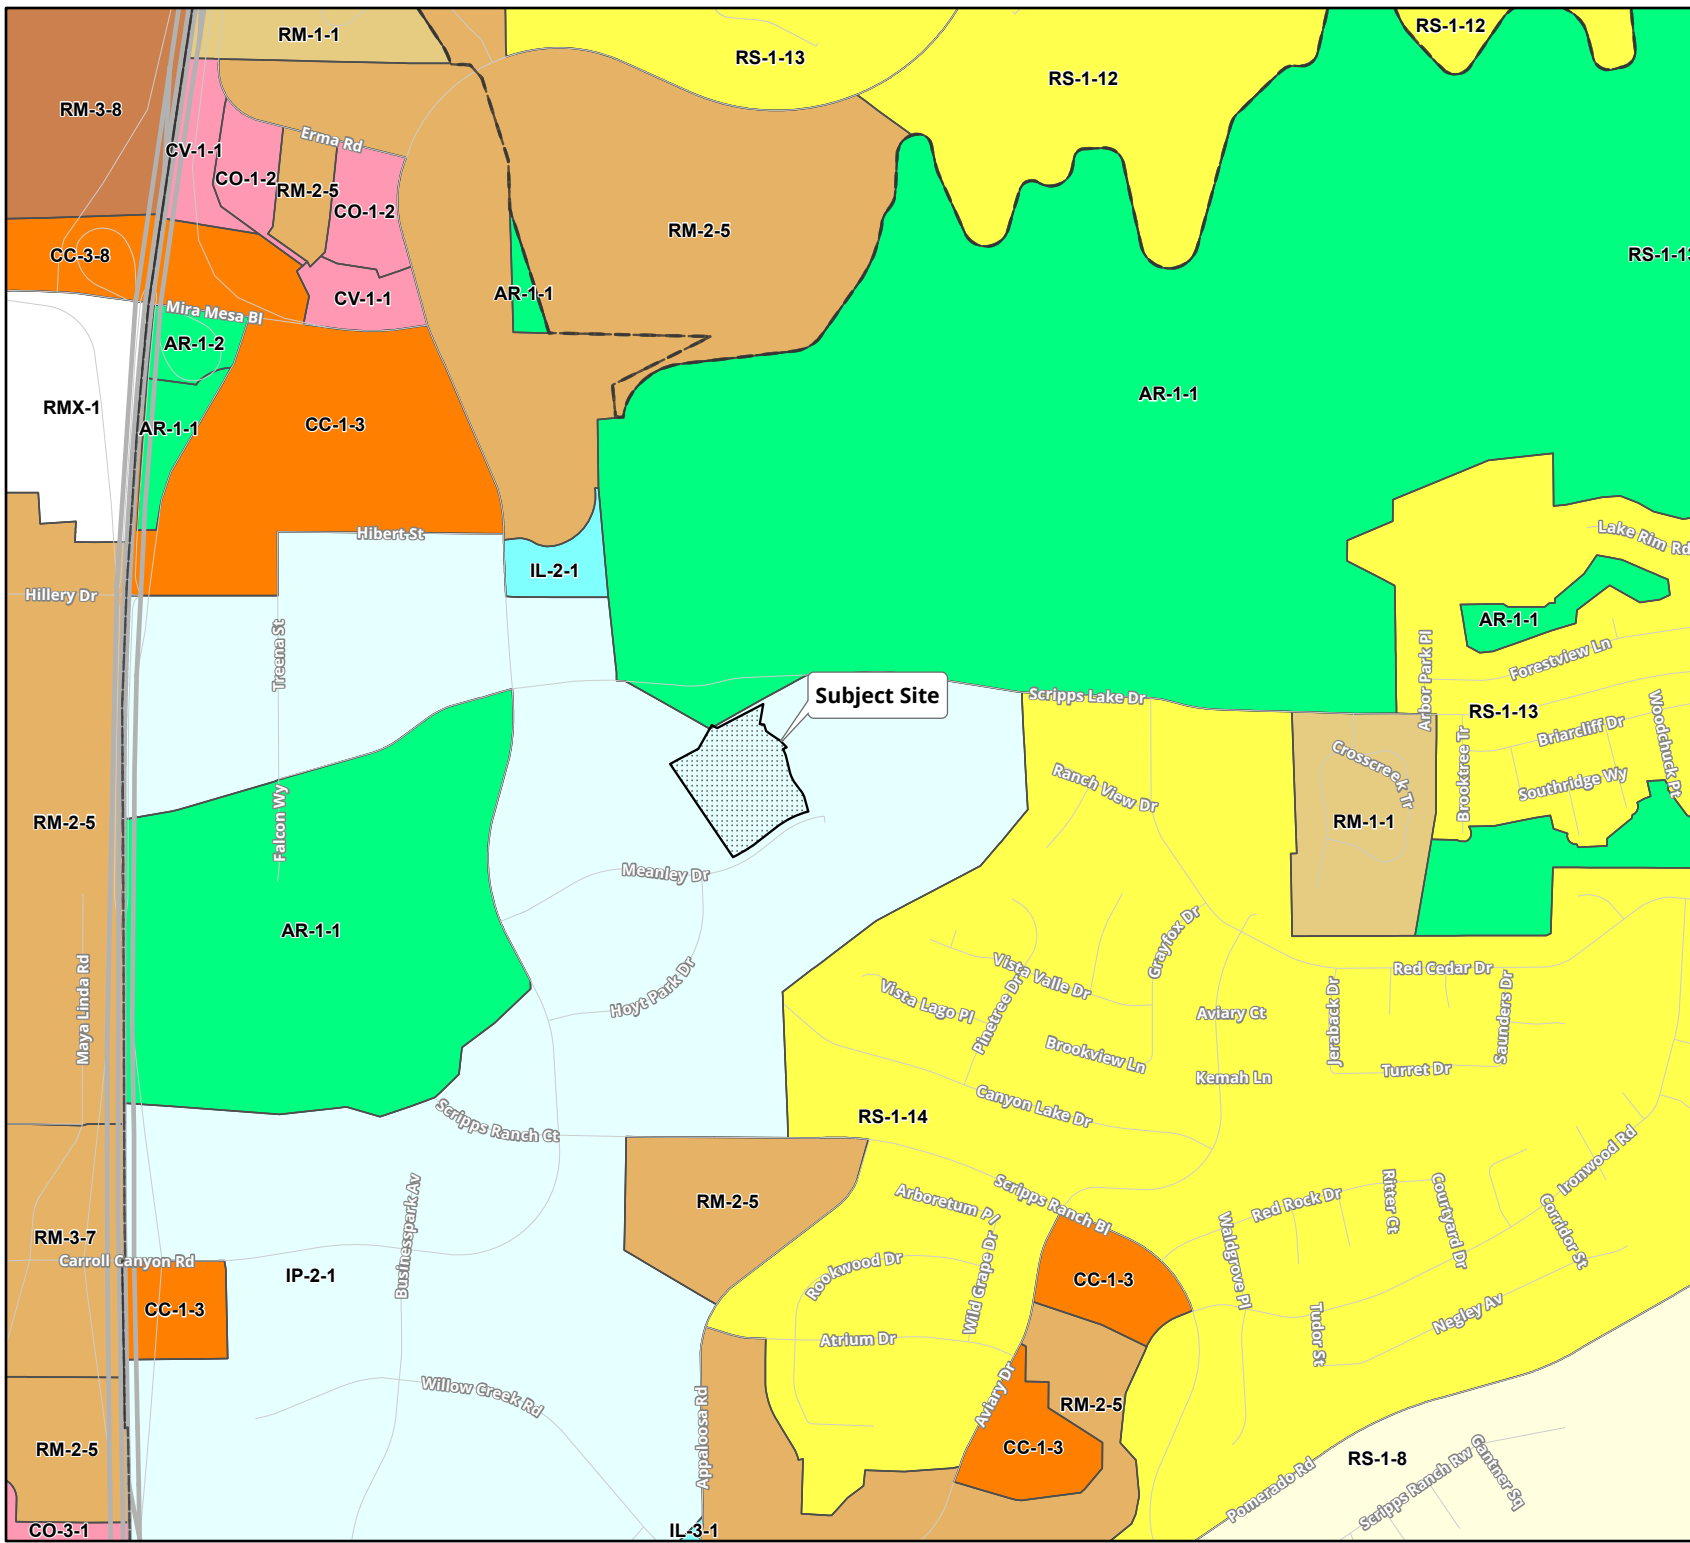 RM-1-1
RS-1-13
RS-1-12
RS-1-12
RM-3-8
Erma Rd
CV-1-1
CO-1-2
RM-2-5
CO-1-2
RM-2-5
RS-1-13
CC-3-8
AR-1-1
CV-1-1
Mira Mesa Bl
AR-1-2
AR-1-1
RMX-1
AR-1-1
CC-1-3
Hibert St
Lake Rim Rd
IL-2-1
Hillery Dr
AR-1-1
Treena St
Forestview Ln
Arbor Park Pl
Subject Site
Scripps Lake Dr
RS-1-13
Woodchuck Pt
Briarcliff Dr
Crosscreek Tr
Brooktree Tr
Southridge Wy
Ranch View Dr
RM-2-5
Falcon Wy
RM-1-1
Meanley Dr
AR-1-1
Grayfox Dr
Vista Valle Dr
Red Cedar Dr
Maya Linda Rd
Hoyt Park Dr
Vista Lago Pl
Pinetree Dr
Aviary Ct
Jeraback Dr
Saunders Dr
Brookview Ln
Kemah Ln
Turret Dr
Canyon Lake Dr
RS-1-14
Scripps Ranch Ct
Ironwood Rd
RM-2-5
Arboretum Pl
Scripps Ranch Bl
Red Rock Dr
Ritter Ct
Courtyard Dr
Corridor St
RM-3-7
Businesspark Av
Carroll Canyon Rd
IP-2-1
Rookwood Dr
Wild Grape Dr
CC-1-3
Waldgrove Pl
CC-1-3
Atrium Dr
Tudor St
Negley Av
Willow Creek Rd
Appaloosa Rd
Aviary Dr
RM-2-5
RM-2-5
CC-1-3
RS-1-8
Pomerado Rd
Scripps Ranch Rw
Gantner Sq
CO-3-1
IL-3-1